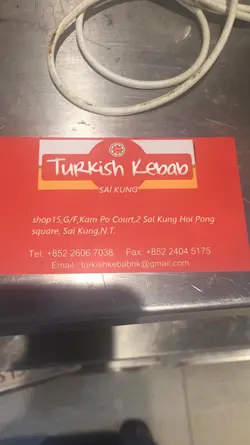 Turkish Kebab
SAI KUNG
shop15,G/F,Kam Po Court,2 Sai Kung Hoi Pong
square, Sai Kung,N.T.
Tel: +852 2606 7038 Fax: +852 2404 5175
Email : turkishkebabhk@gmail.com